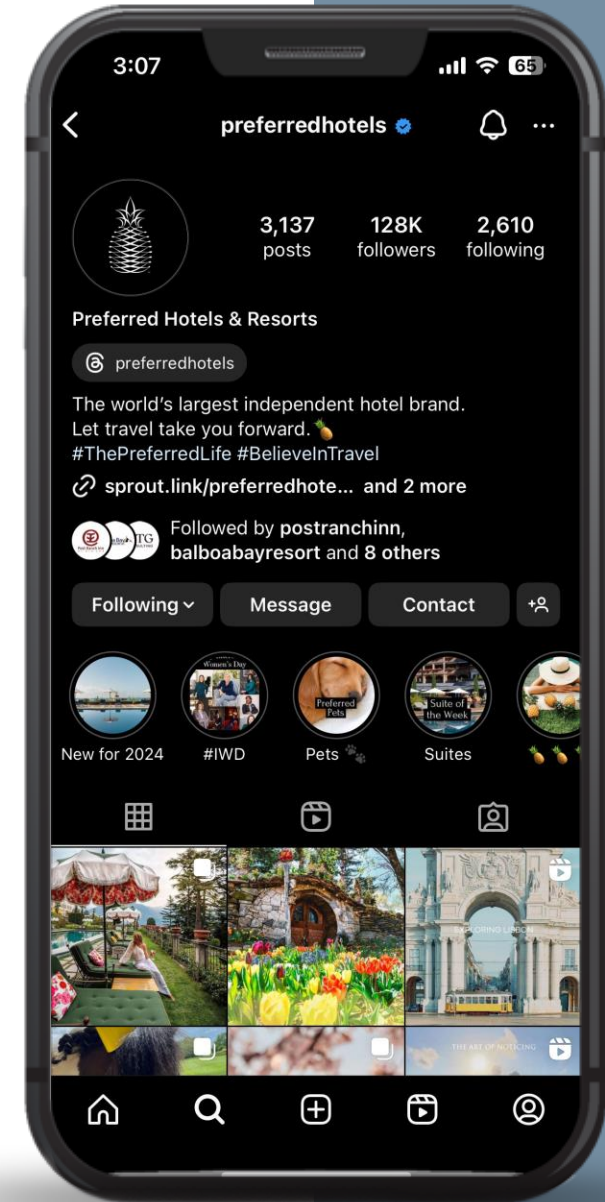 3:07
65
preferredhotels
3,137
posts
128K
followers
2,610
following
Preferred Hotels & Resorts
preferredhotels
The world's largest independent hotel brand.
Let travel take you forward.🍍
#ThePreferredLife #BelieveInTravel
sprout.link/preferredhote... and 2 more
TG
Followed by postranchinn,
balboabayresort and 8 others
Following
Message
Contact
Women's Day
Preferred
Pets
Suite of
the Week
New for 2024
#IWD
Pets 🐾
Suites
🍍🍍🍍
EXPLORING LISBON
THE ART OF NOTICING